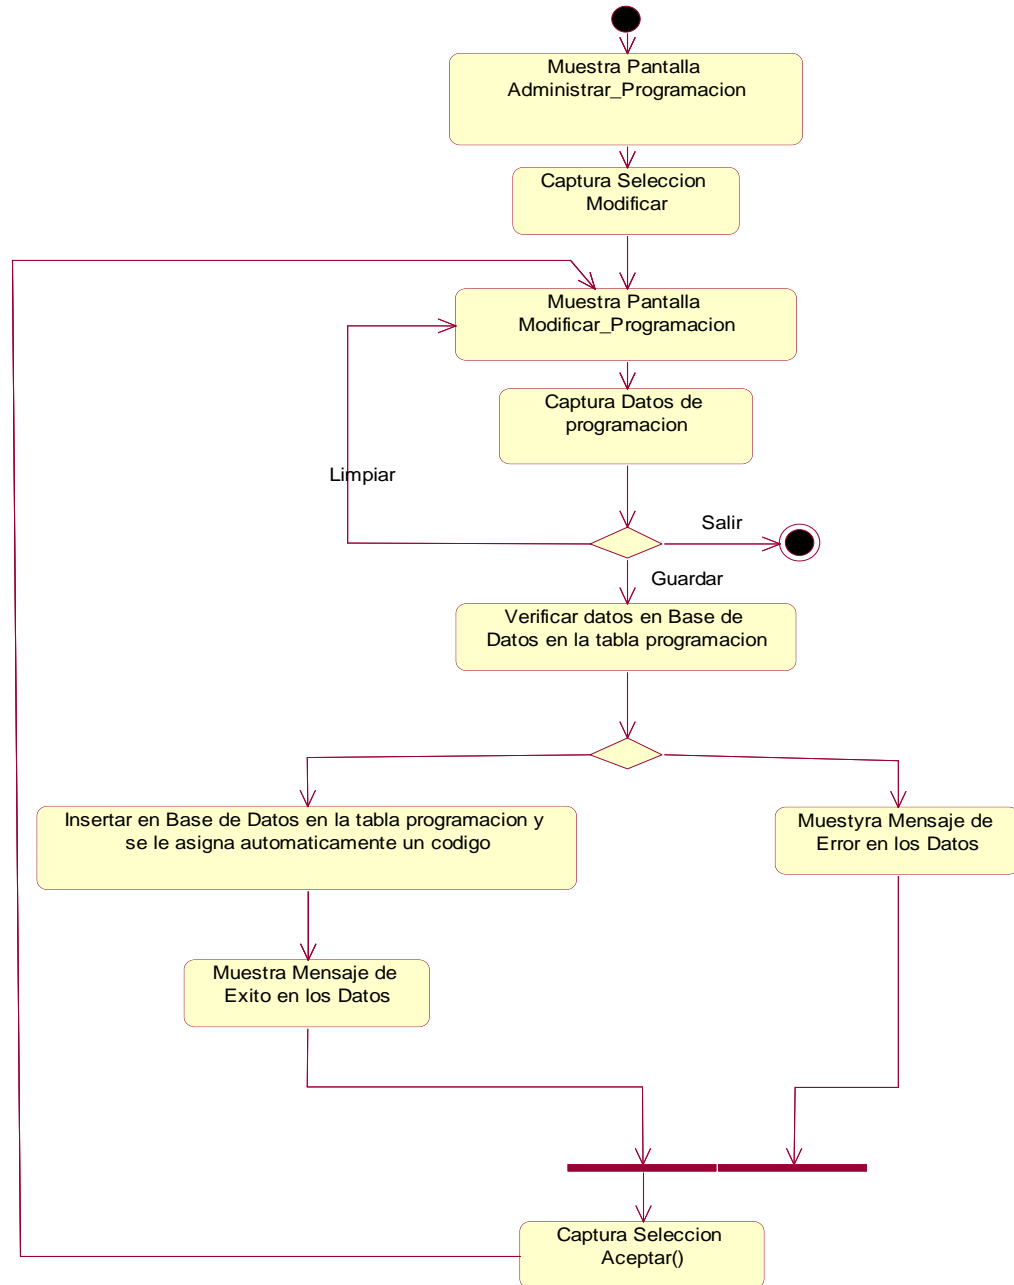 Muestra Pantalla
Administrar_Programacion
Captura Seleccion
Modificar
Muestra Pantalla
Modificar_Programacion
Captura Datos de
programacion
Limpiar
Salir
Guardar
Verificar datos en Base de
Datos en la tabla programacion
Insertar en Base de Datos en la tabla programacion y
se le asigna automaticamente un codigo
Muestyra Mensaje de
Error en los Datos
Muestra Mensaje de
Exito en los Datos
Captura Seleccion
Aceptar()